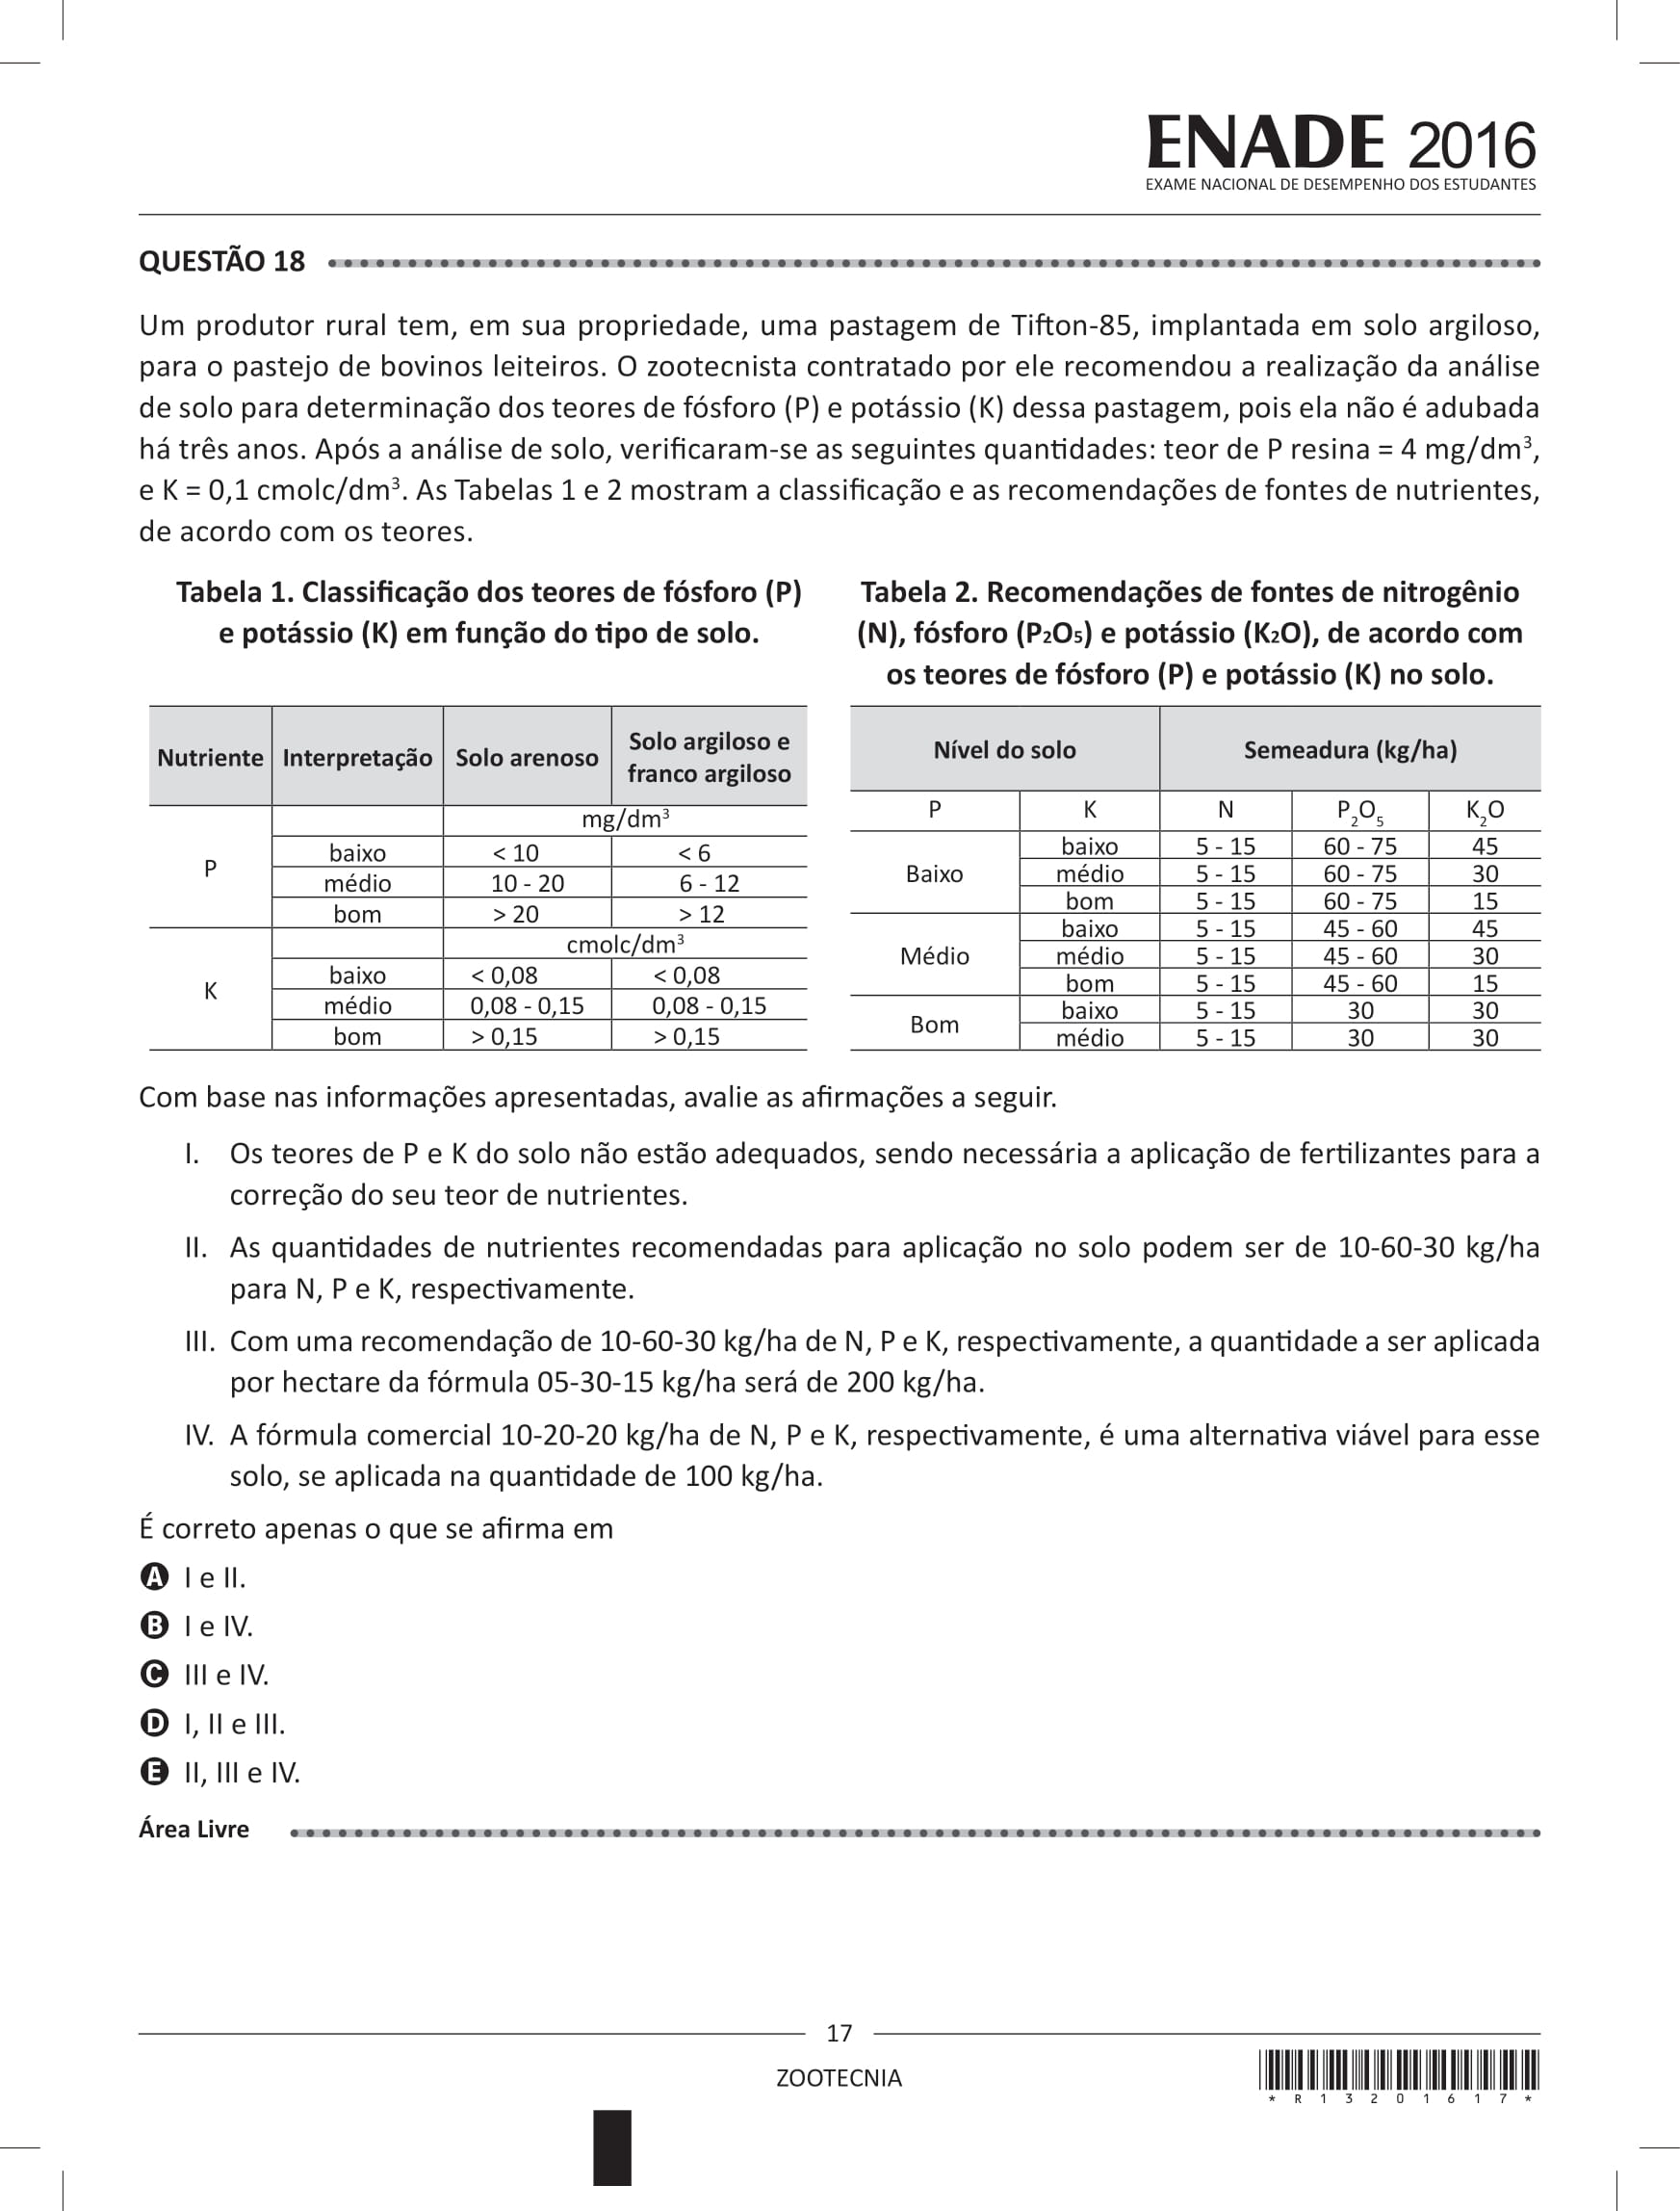 ENADE 2016
EXAME NACIONAL DE DESEMPENHO DOS ESTUDANTES
QUESTÃO 18
Um produtor rural tem, em sua propriedade, uma pastagem de Tifton-85, implantada em solo argiloso,
para o pastejo de bovinos leiteiros. O zootecnista contratado por ele recomendou a realização da análise
de solo para determinação dos teores de fósforo (P) e potássio (K) dessa pastagem, pois ela não é adubada
há três anos. Após a análise de solo, verificaram-se as seguintes quantidades: teor de P resina = 4 mg/dm³,
e K = 0,1 cmolc/dm³. As Tabelas 1 e 2 mostram a classificação e as recomendações de fontes de nutrientes,
de acordo com os teores.
Tabela 1. Classificação dos teores de fósforo (P)
e potássio (K) em função do tipo de solo.
Nutriente Interpretação Solo arenoso Solo argiloso e
franco argiloso
P mg/dm³
baixo < 10 < 6
médio 10 - 20 6 - 12
bom > 20 > 12
K cmolc/dm³
baixo < 0,08 < 0,08
médio 0,08 - 0,15 0,08 - 0,15
bom > 0,15 > 0,15
Tabela 2. Recomendações de fontes de nitrogênio
(N), fósforo (P₂O₅) e potássio (K₂O), de acordo com
os teores de fósforo (P) e potássio (K) no solo.
Nível do solo Semeadura (kg/ha)
P K N P₂O₅ K₂O
Baixo baixo 5 - 15 60 - 75 45
médio 5 - 15 60 - 75 30
bom 5 - 15 60 - 75 15
Médio baixo 5 - 15 45 - 60 45
médio 5 - 15 45 - 60 30
bom 5 - 15 45 - 60 15
Bom baixo 5 - 15 30 30
médio 5 - 15 30 30
Com base nas informações apresentadas, avalie as afirmações a seguir.
I. Os teores de P e K do solo não estão adequados, sendo necessária a aplicação de fertilizantes para a
correção do seu teor de nutrientes.
II. As quantidades de nutrientes recomendadas para aplicação no solo podem ser de 10-60-30 kg/ha
para N, P e K, respectivamente.
III. Com uma recomendação de 10-60-30 kg/ha de N, P e K, respectivamente, a quantidade a ser aplicada
por hectare da fórmula 05-30-15 kg/ha será de 200 kg/ha.
IV. A fórmula comercial 10-20-20 kg/ha de N, P e K, respectivamente, é uma alternativa viável para esse
solo, se aplicada na quantidade de 100 kg/ha.
É correto apenas o que se afirma em
A I e II.
B I e IV.
C III e IV.
D I, II e III.
E II, III e IV.
Área Livre
17
ZOOTECNIA
* R 1 3 2 0 1 6 1 7 *